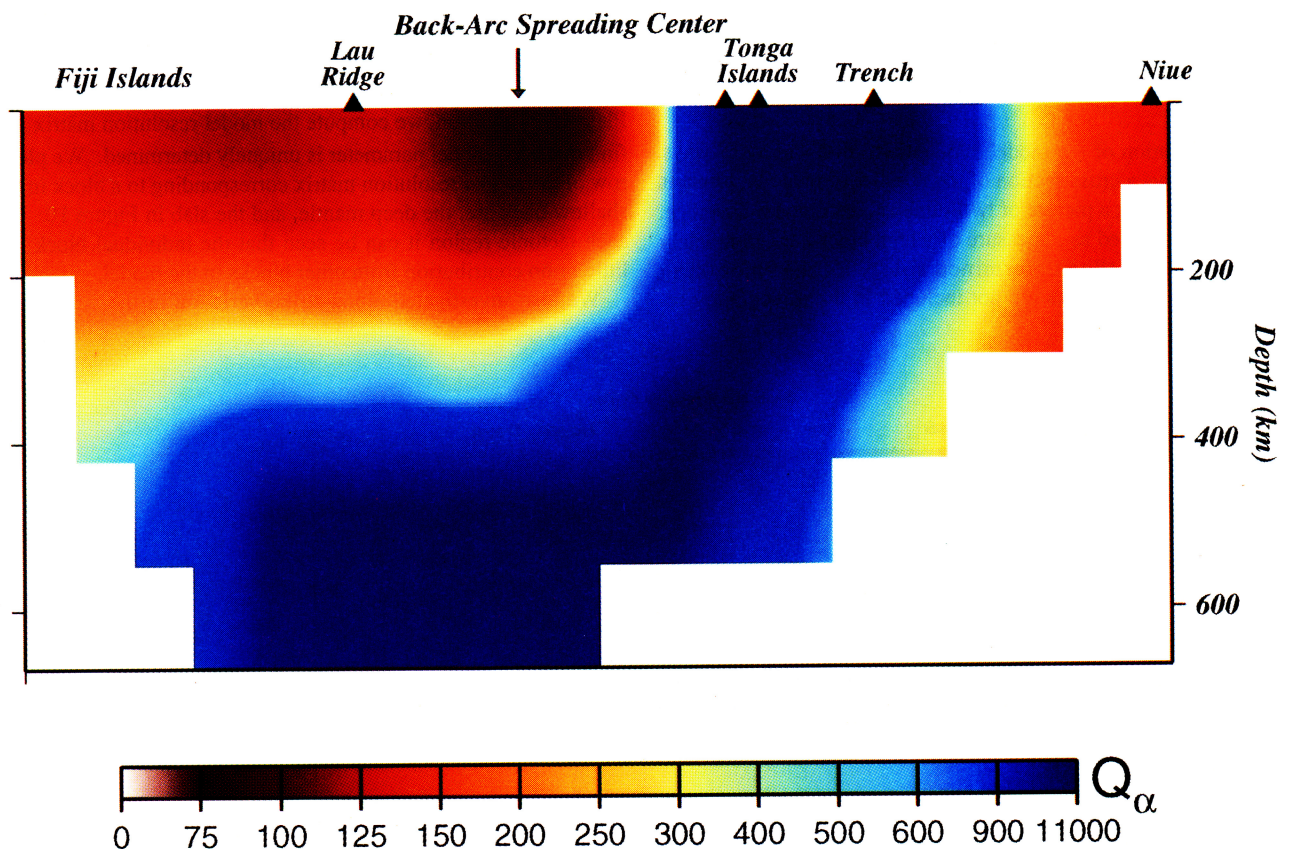 Back-Arc Spreading Center
Lau
Ridge
Tonga
Islands
Fiji Islands
Trench
Niue
200
400
600
Depth (km)
0 75 100 125 150 200 250 300 400 500 600 900 11000
Qα